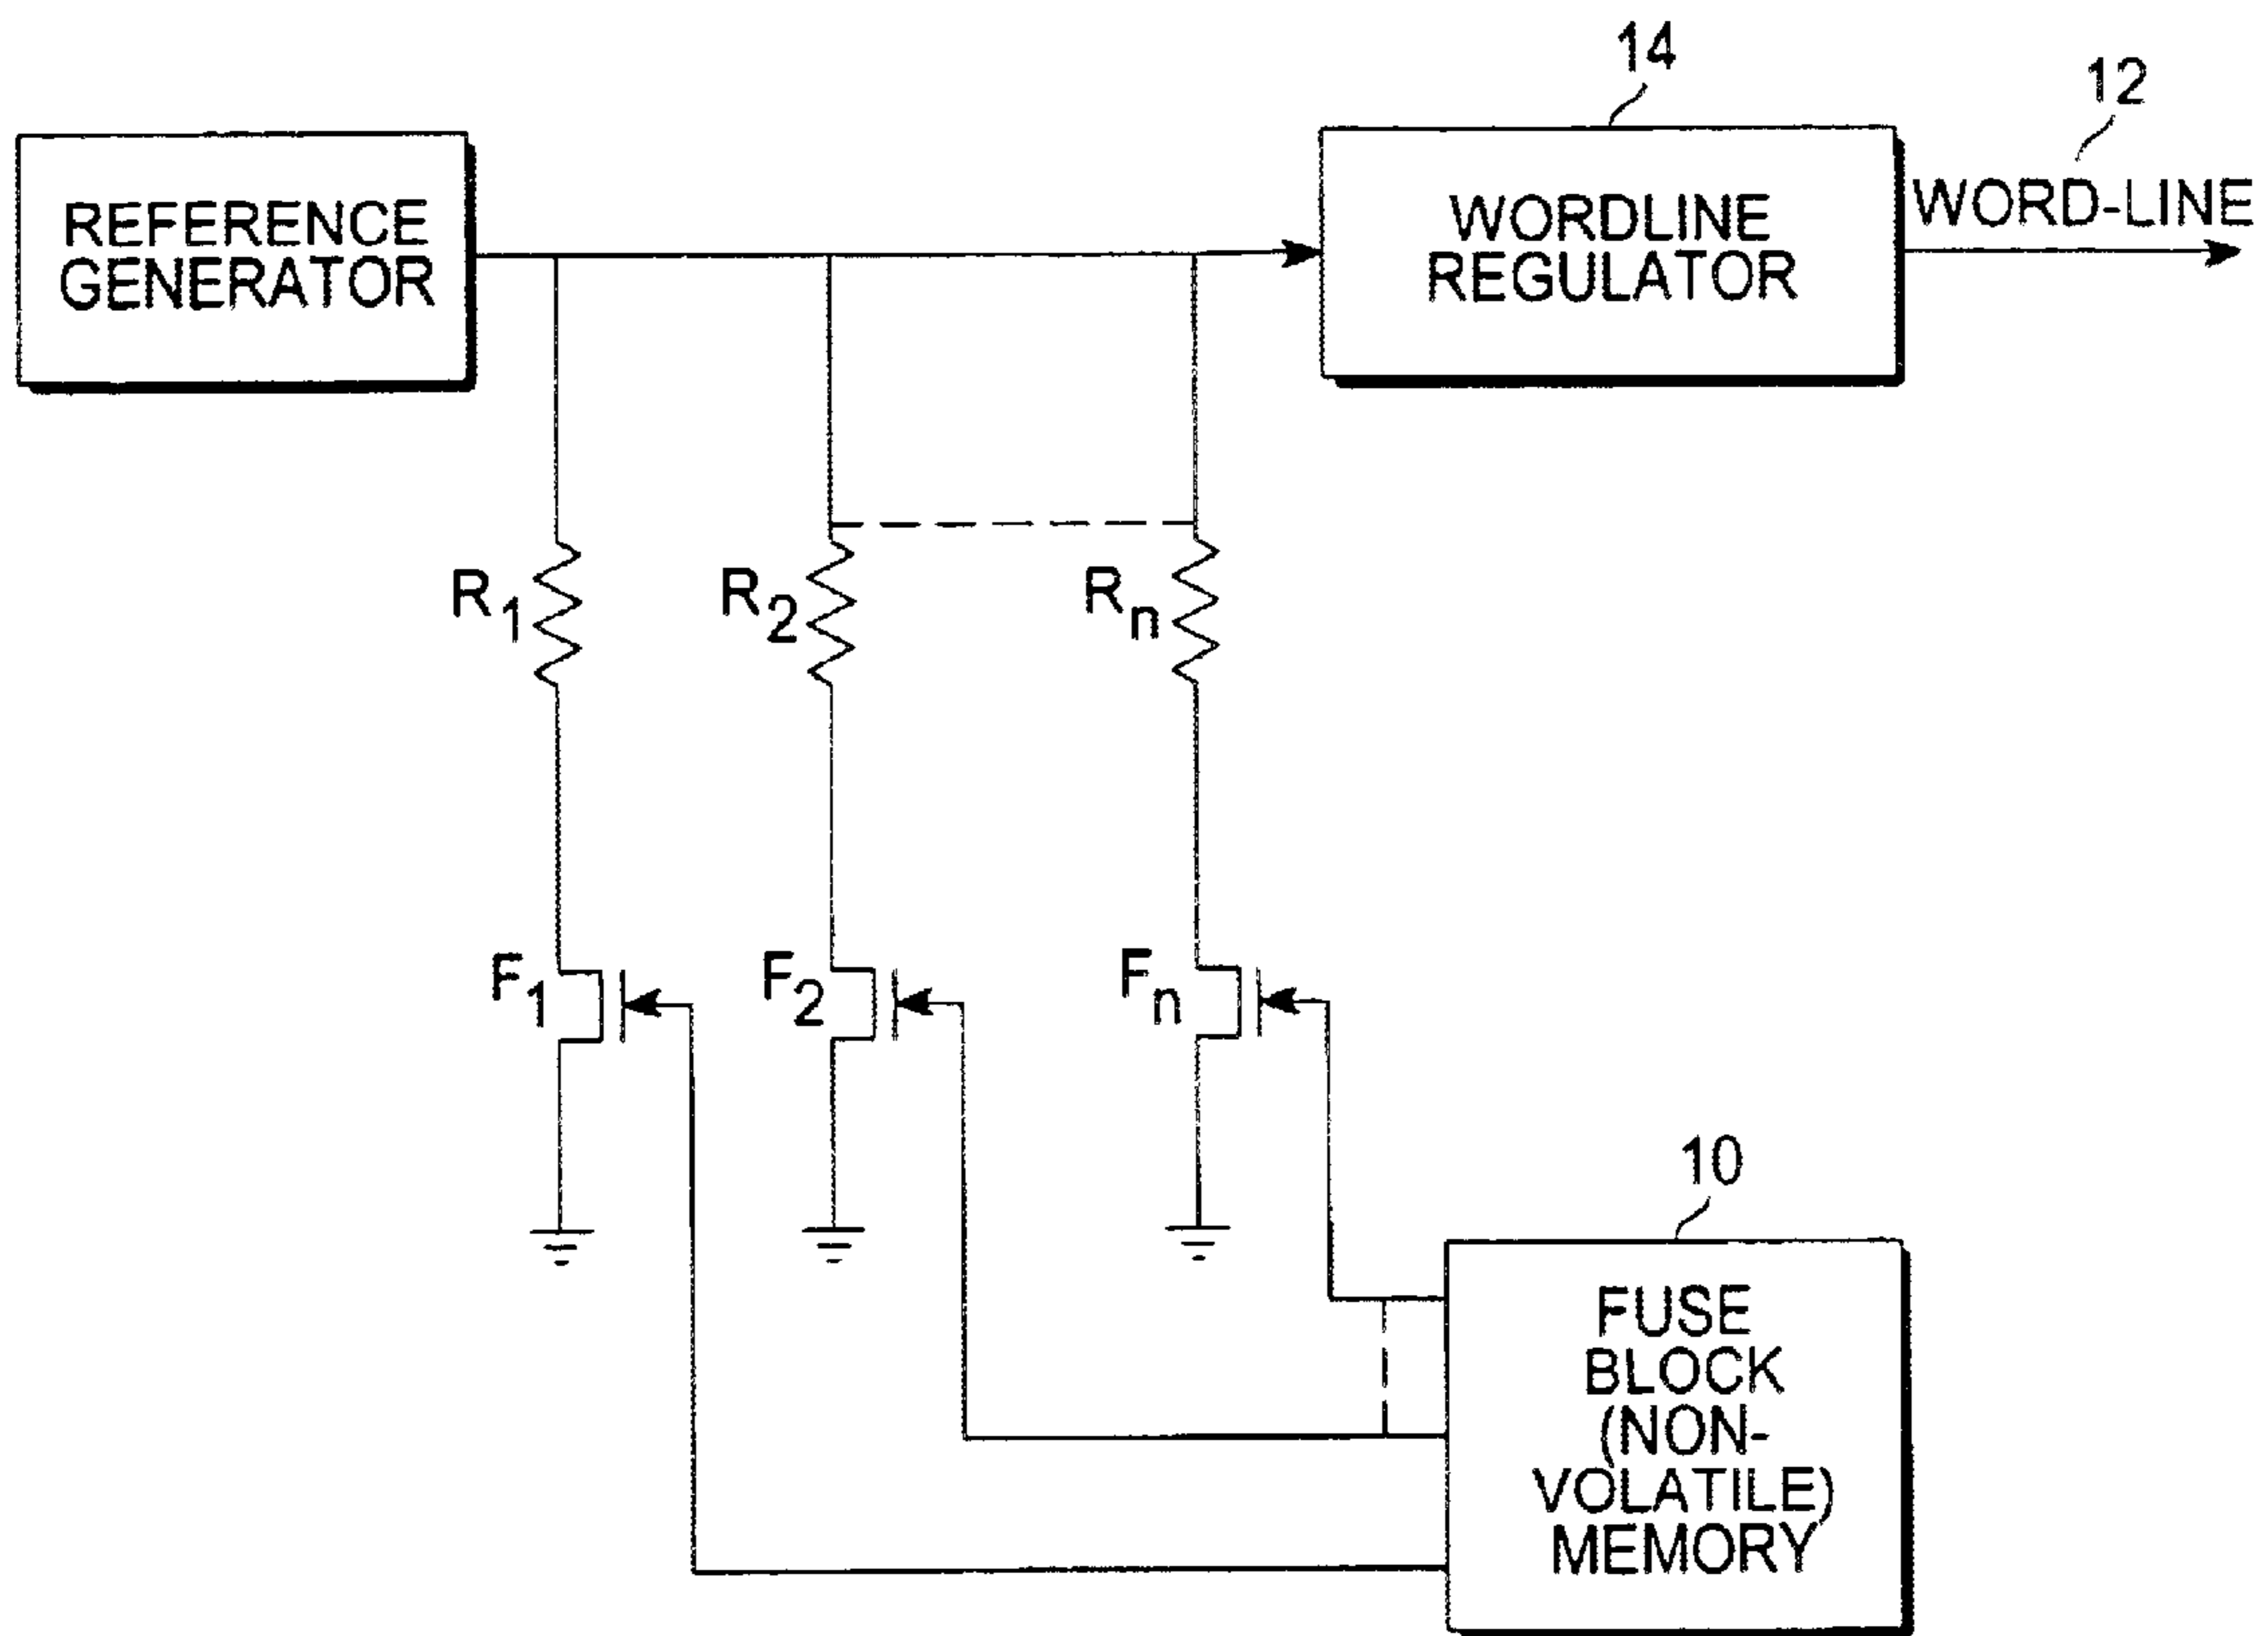 14
12
REFERENCE
GENERATOR
WORDLINE
REGULATOR
WORD-LINE
R1
R2
Rn
F1
F2
Fn
10
FUSE
BLOCK
(NON-
VOLATILE)
MEMORY